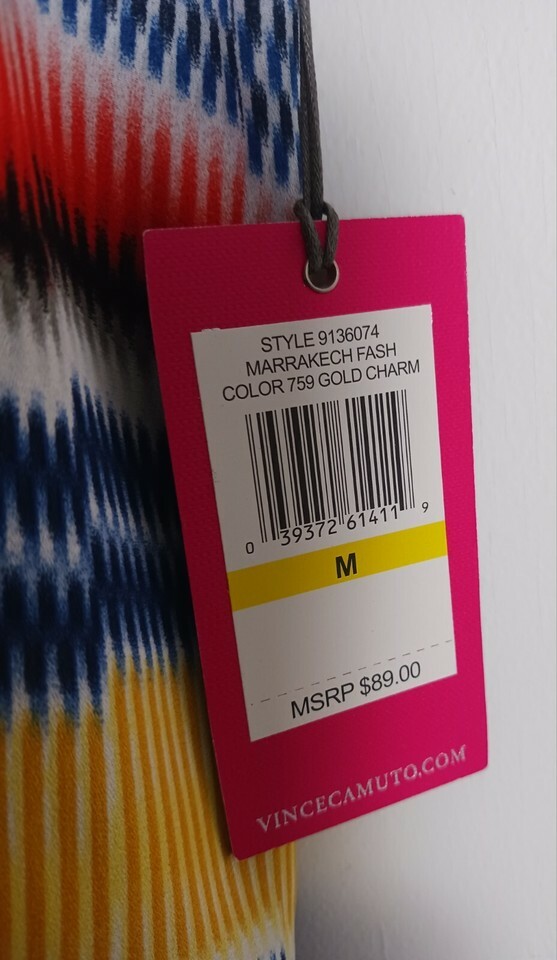 STYLE 9136074
MARRAKECH FASH
COLOR 759 GOLD CHARM
0 39372 61411 9
M
MSRP $89.00
VINCECAMUTO.COM